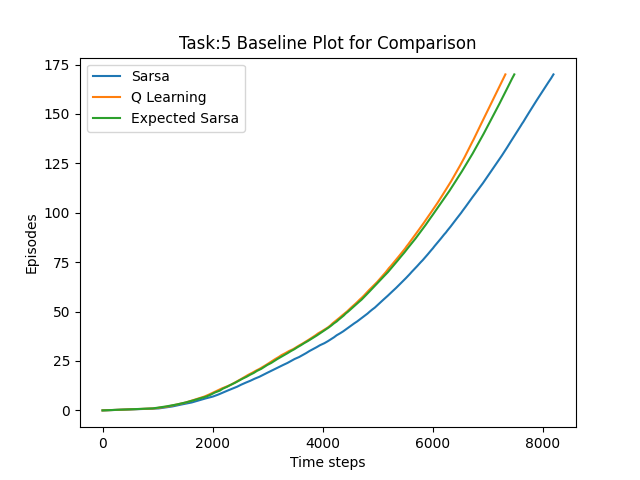 Task:5 Baseline Plot for Comparison
Sarsa
Q Learning
Expected Sarsa
175
150
125
100
75
50
25
0
Episodes
0 2000 4000 6000 8000
Time steps